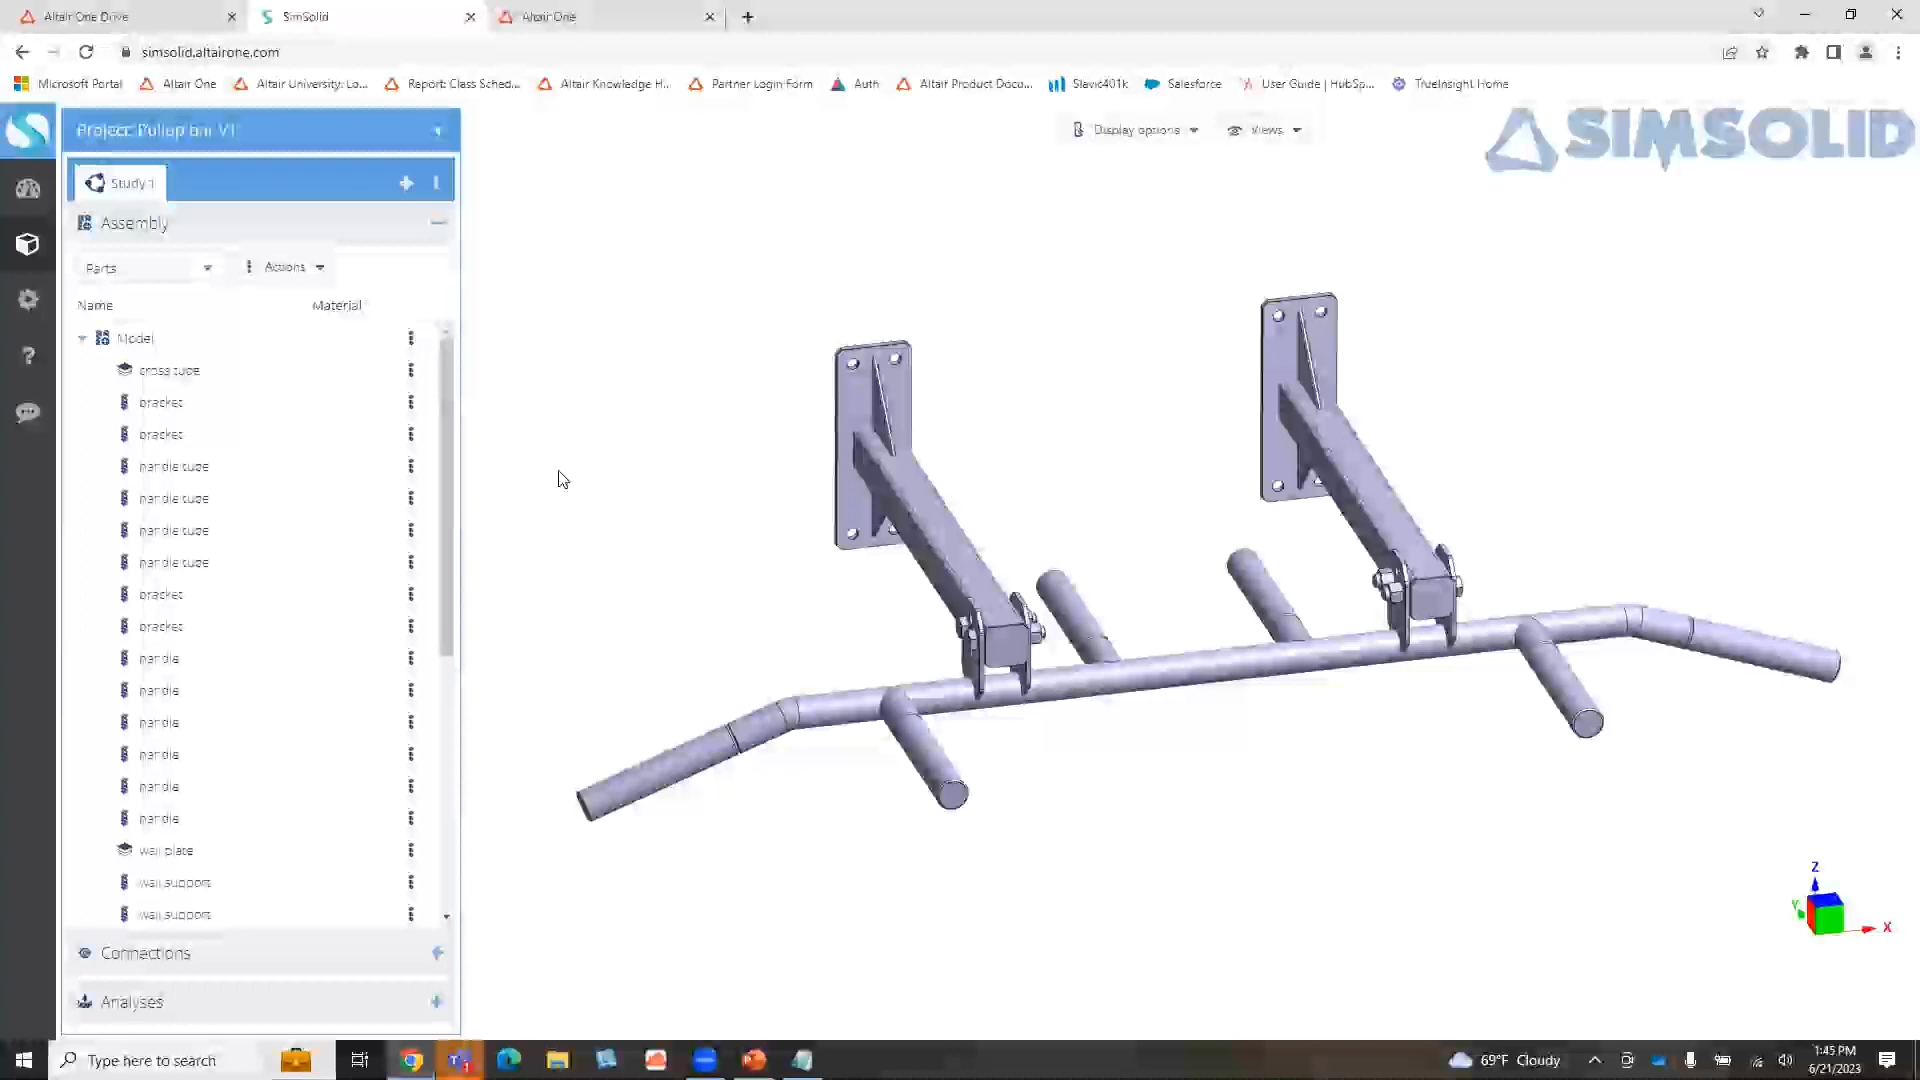 Altair One Drive
SimSolid
Altair One
simsolid.altairone.com
Microsoft Portal
Altair One
Altair University: Lo...
Report: Class Sched...
Altair Knowledge H...
Partner Login Form
Auth
Altair Product Docu...
Slavic401k
Salesforce
User Guide | HubSp...
TrueInsight Home
Project: Pullup bar V1
Display options
Views
SIMSOLID
Study 1
Assembly
Parts
Actions
Name
Material
Model
cross tube
bracket
bracket
handle tube
handle tube
handle tube
handle tube
bracket
bracket
handle
handle
handle
handle
handle
handle
wall plate
wall support
wall support
Connections
Analyses
Z
Y
X
Type here to search
69°F Cloudy
1:45 PM
6/21/2023